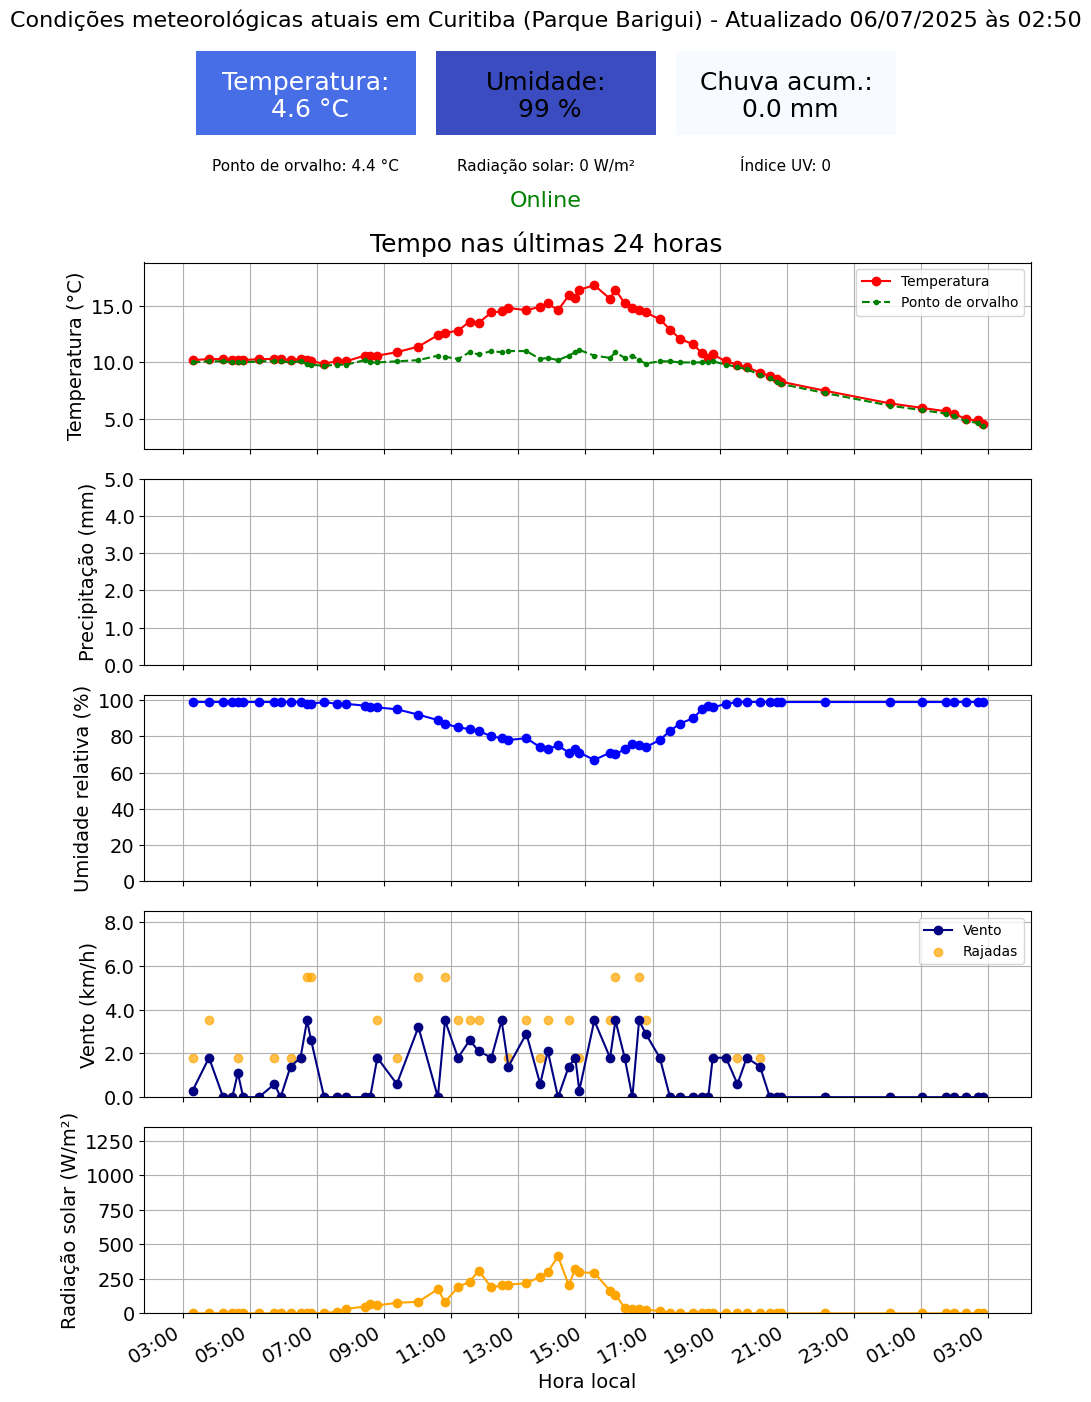 Condições meteorológicas atuais em Curitiba (Parque Barigui) - Atualizado 06/07/2025 às 02:50
Temperatura:
4.6 °C
Umidade:
99 %
Chuva acum.:
0.0 mm
Ponto de orvalho: 4.4 °C
Radiação solar: 0 W/m²
Índice UV: 0
Online
Tempo nas últimas 24 horas
Temperatura (°C)
15.0
10.0
5.0
Temperatura
Ponto de orvalho
Precipitação (mm)
5.0
4.0
3.0
2.0
1.0
0.0
Umidade relativa (%)
100
80
60
40
20
0
Vento (km/h)
8.0
6.0
4.0
2.0
0.0
Vento
Rajadas
Radiação solar (W/m²)
1250
1000
750
500
250
0
03:00
05:00
07:00
09:00
11:00
13:00
15:00
17:00
19:00
21:00
23:00
01:00
03:00
Hora local